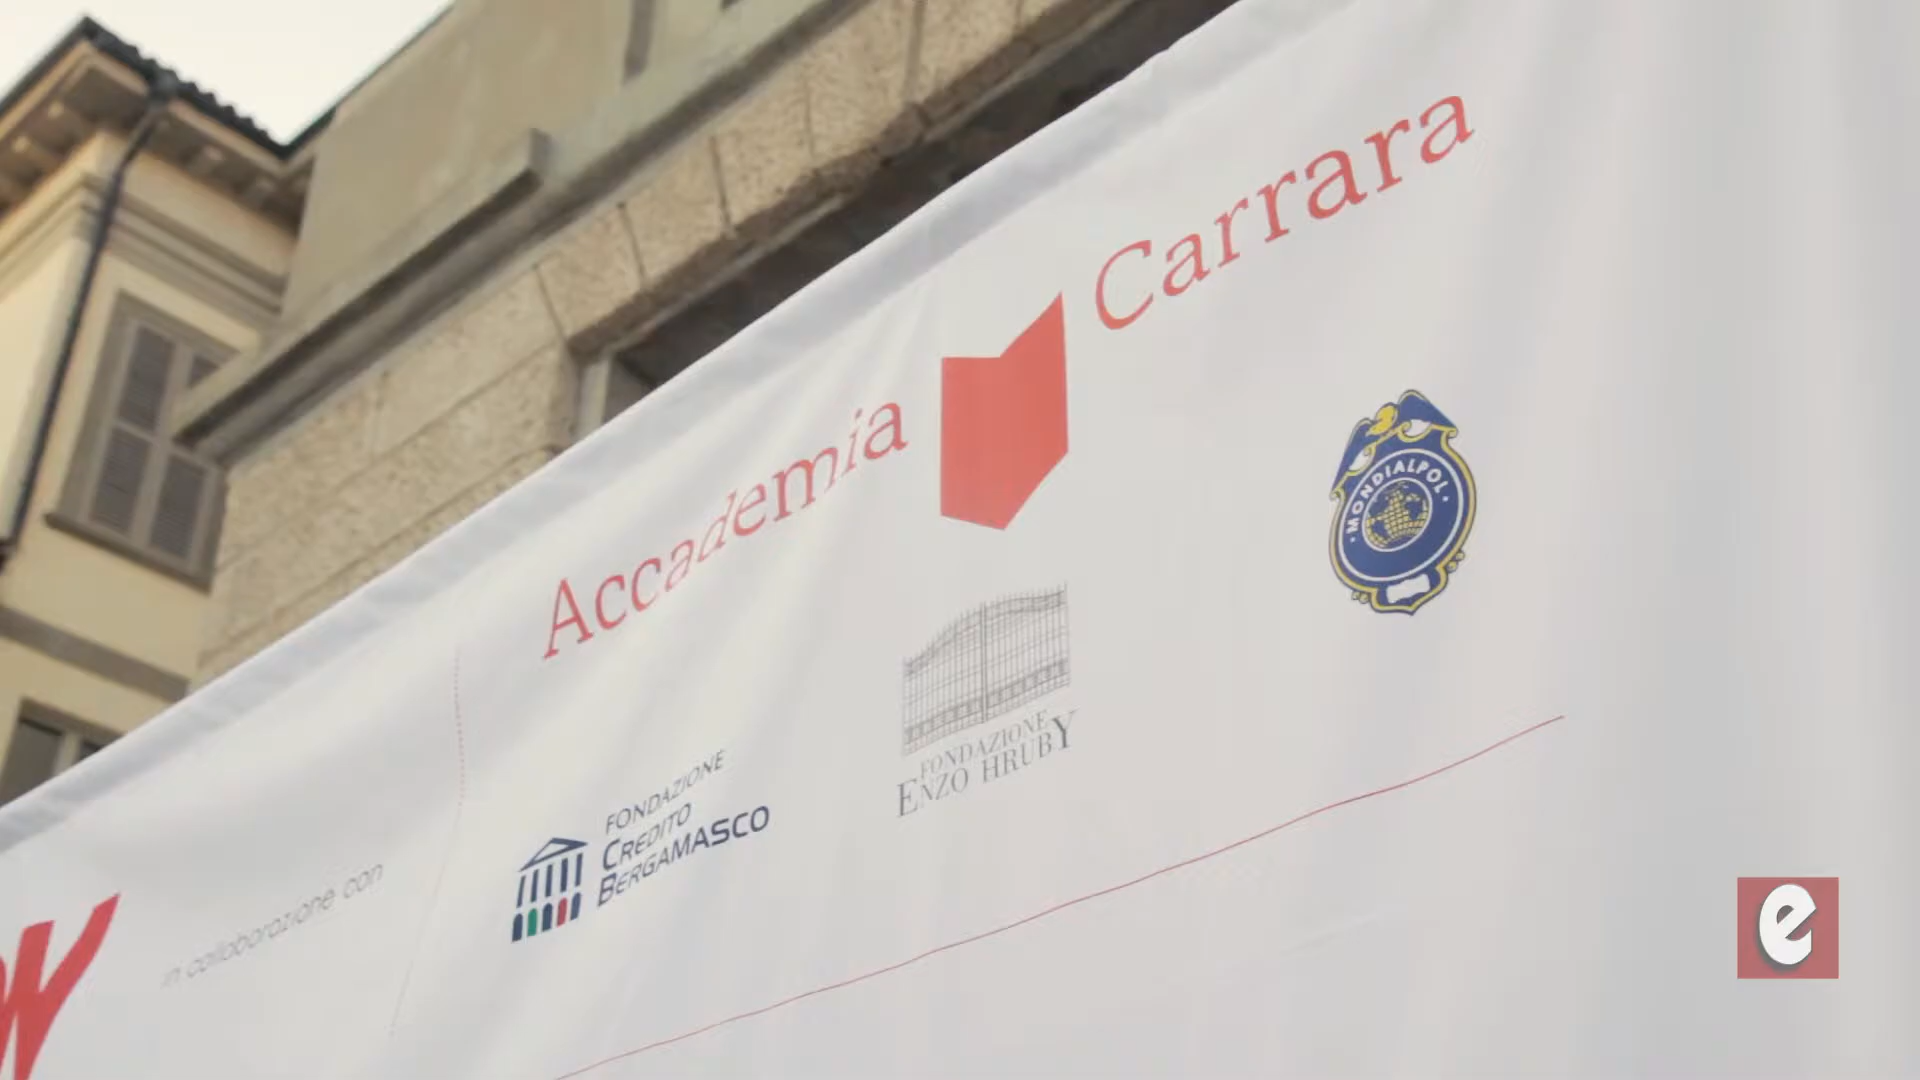 Accademia Carrara
MONDIALPOL
FONDAZIONE
ENZO HRUBY
FONDAZIONE
CREDITO
BERGAMASCO
in collaborazione con
e